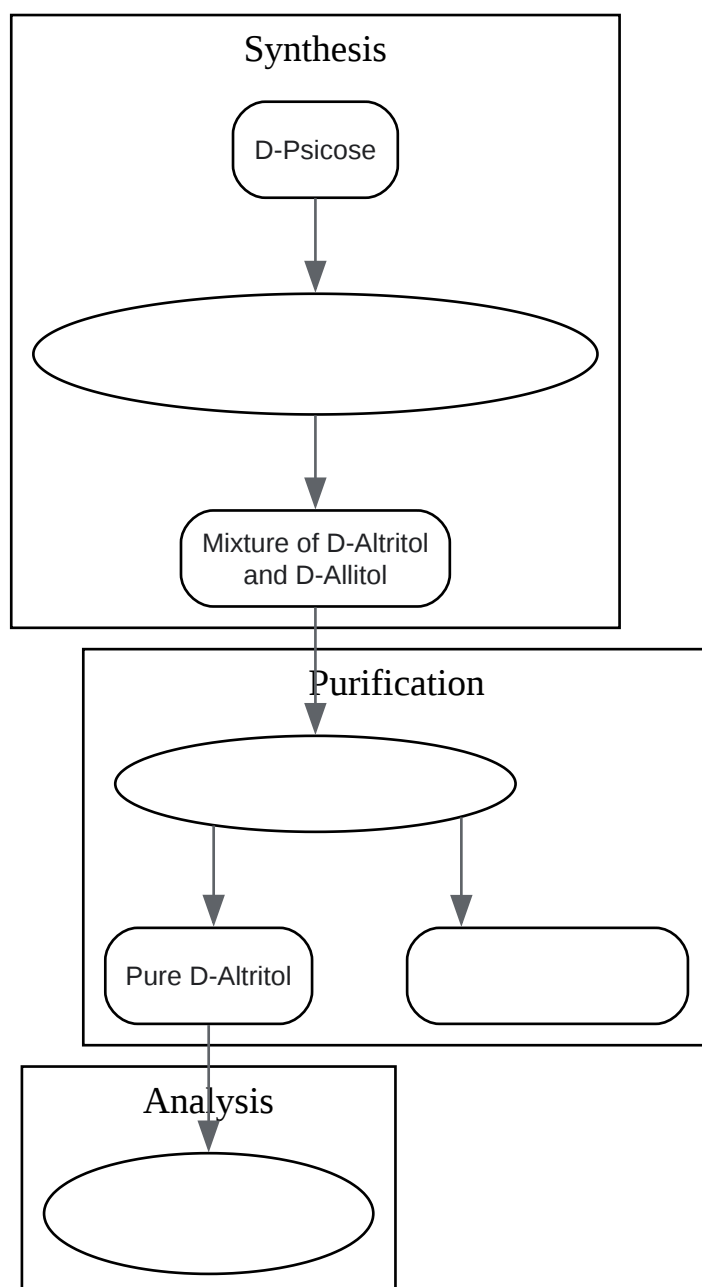 Synthesis
D-Psicose
Mixture of D-Altritol
and D-Allitol
Purification
Pure D-Altritol
Analysis